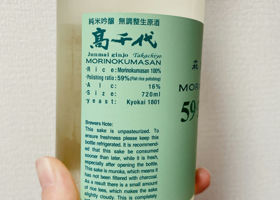 純米吟醸 無調整生原酒
高千代
Junmai ginjo Takachiyo
MORINOKUMASAN
・Rice: Morinokumasan 100%
・Polishing ratio: 59% (flat rice polishing)
・Alc : 16%
・Size : 720ml
・yeast: Kyokai 1801
Brewers Note:
This sake is unpasteurized. To
ensure freshness please keep this
bottle refrigerated. It is recommend-
ed that this sake be consumed
sooner than later, while it is fresh,
especially after opening the bottle.
This sake is muroka, which means it
has not been filtered with charcoal.
As a result there is a small amount
of rice lees, which makes the sake
slightly cloudy. This is completely
MORI
59